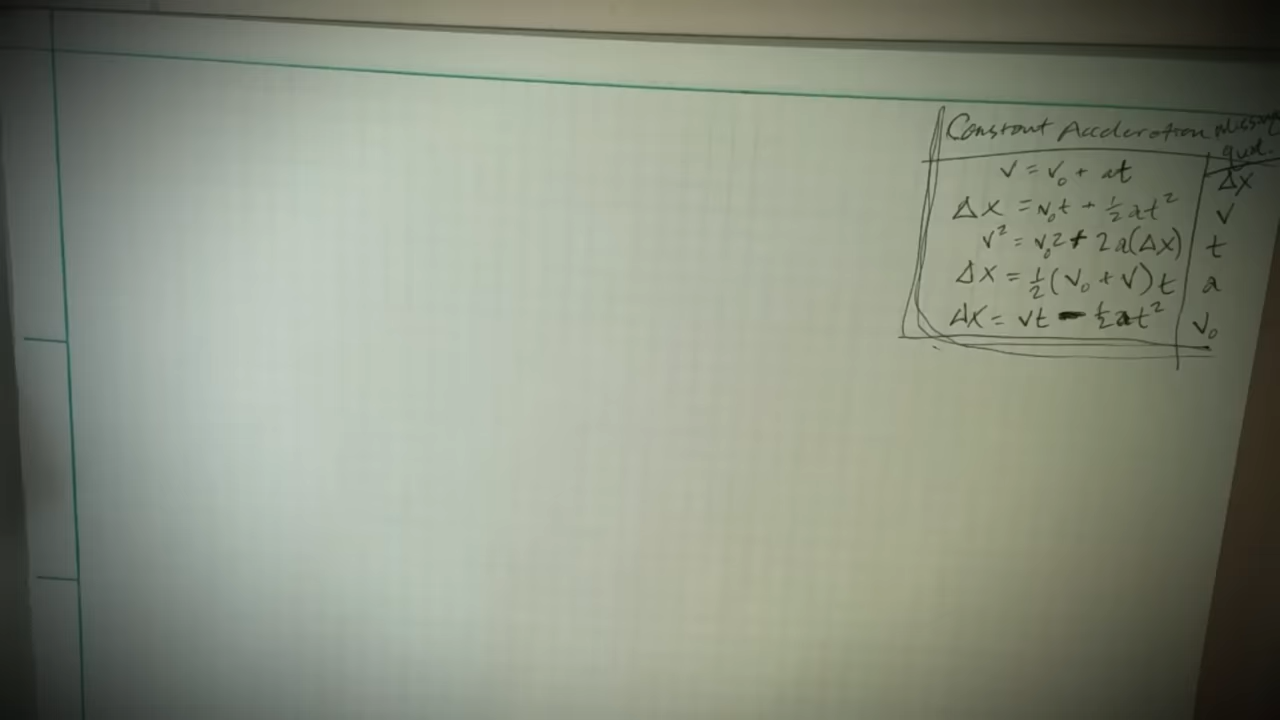 Constant Acceleration Missing
qud.
v = v₀ + at Δx
Δx = v₀t + ½at² v
v² = v₀2 + 2a(Δx) t
Δx = ½(v₀ + v)t a
Δx = vt - ½at² v₀